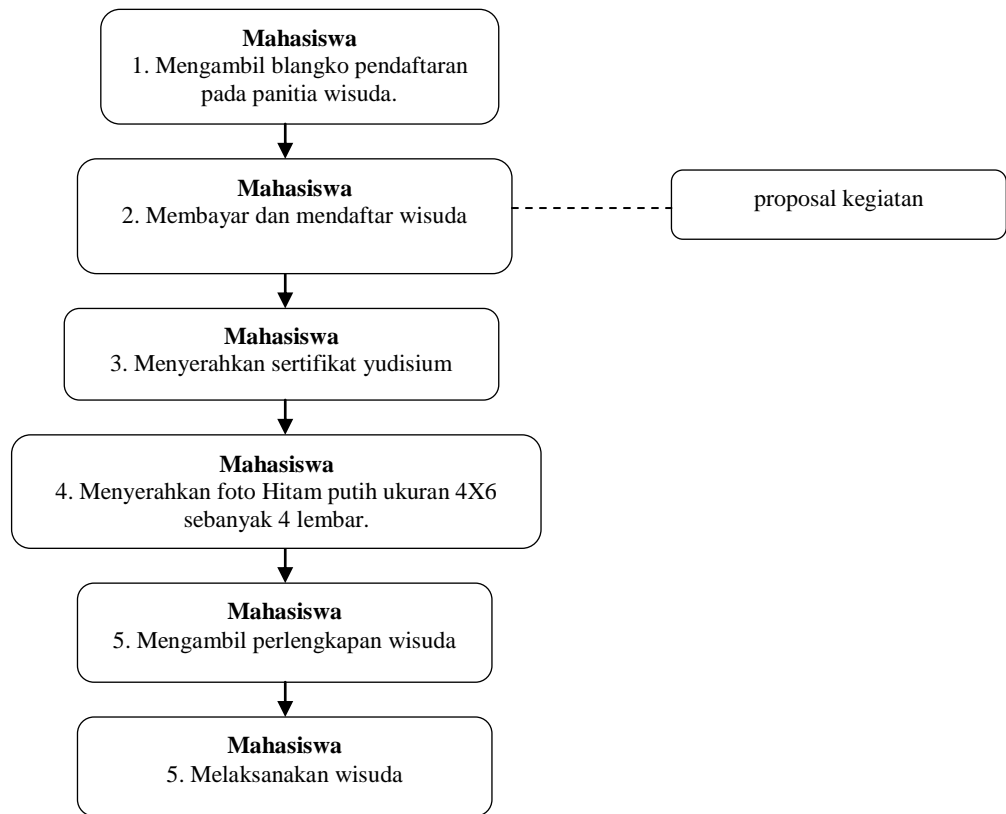 Mahasiswa
1. Mengambil blangko pendaftaran
pada panitia wisuda.
Mahasiswa
2. Membayar dan mendaftar wisuda
proposal kegiatan
Mahasiswa
3. Menyerahkan sertifikat yudisium
Mahasiswa
4. Menyerahkan foto Hitam putih ukuran 4X6
sebanyak 4 lembar.
Mahasiswa
5. Mengambil perlengkapan wisuda
Mahasiswa
5. Melaksanakan wisuda